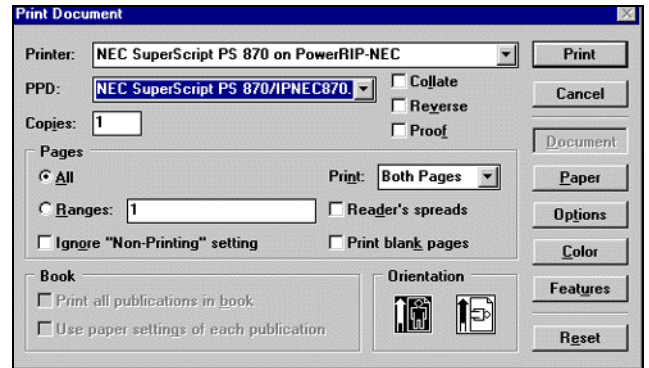 Print Document
Printer: NEC SuperScript PS 870 on PowerRIP-NEC Print
PPD: NEC SuperScript PS 870/IPNEC870. Collate Cancel
Reverse
Copies: 1 Proof Document
Pages
All Print: Both Pages Paper
Ranges: 1 Reader's spreads Options
Ignore "Non-Printing" setting Print blank pages Color
Book Orientation
Print all publications in book Features
Use paper settings of each publication Reset